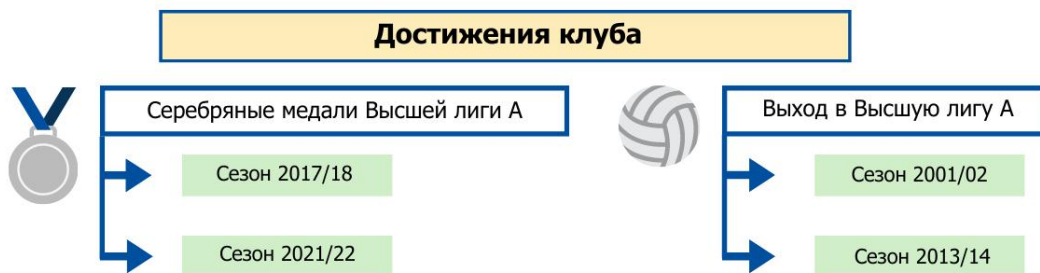 Достижения клуба
Серебряные медали Высшей лиги А
Сезон 2017/18
Сезон 2021/22
Выход в Высшую лигу А
Сезон 2001/02
Сезон 2013/14